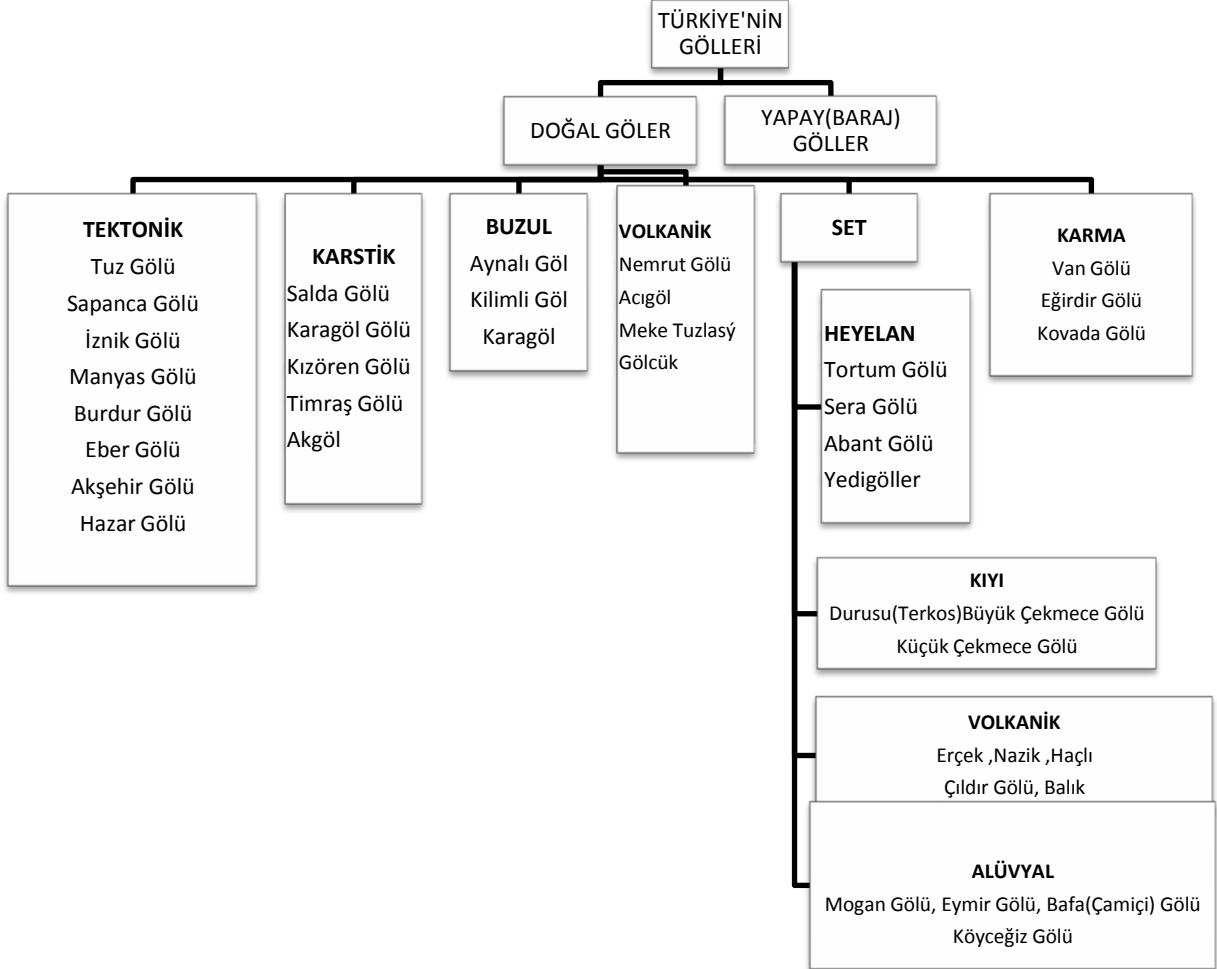 TÜRKİYE'NİN
GÖLLERİ
DOĞAL GÖLER
YAPAY(BARAJ)
GÖLLER
TEKTONİK
Tuz Gölü
Sapanca Gölü
İznik Gölü
Manyas Gölü
Burdur Gölü
Eber Gölü
Akşehir Gölü
Hazar Gölü
KARSTİK
Salda Gölü
Karagöl Gölü
Kızören Gölü
Timraş Gölü
Akgöl
BUZUL
Aynalı Göl
Kilimli Göl
Karagöl
VOLKANİK
Nemrut Gölü
Acıgöl
Meke Tuzlasý
Gölcük
SET
HEYELAN
Tortum Gölü
Sera Gölü
Abant Gölü
Yedigöller
KIYI
Durusu(Terkos)Büyük Çekmece Gölü
Küçük Çekmece Gölü
VOLKANİK
Erçek ,Nazik ,Haçlı
Çıldır Gölü, Balık
ALÜVYAL
Mogan Gölü, Eymir Gölü, Bafa(Çamiçi) Gölü
Köyceğiz Gölü
KARMA
Van Gölü
Eğirdir Gölü
Kovada Gölü